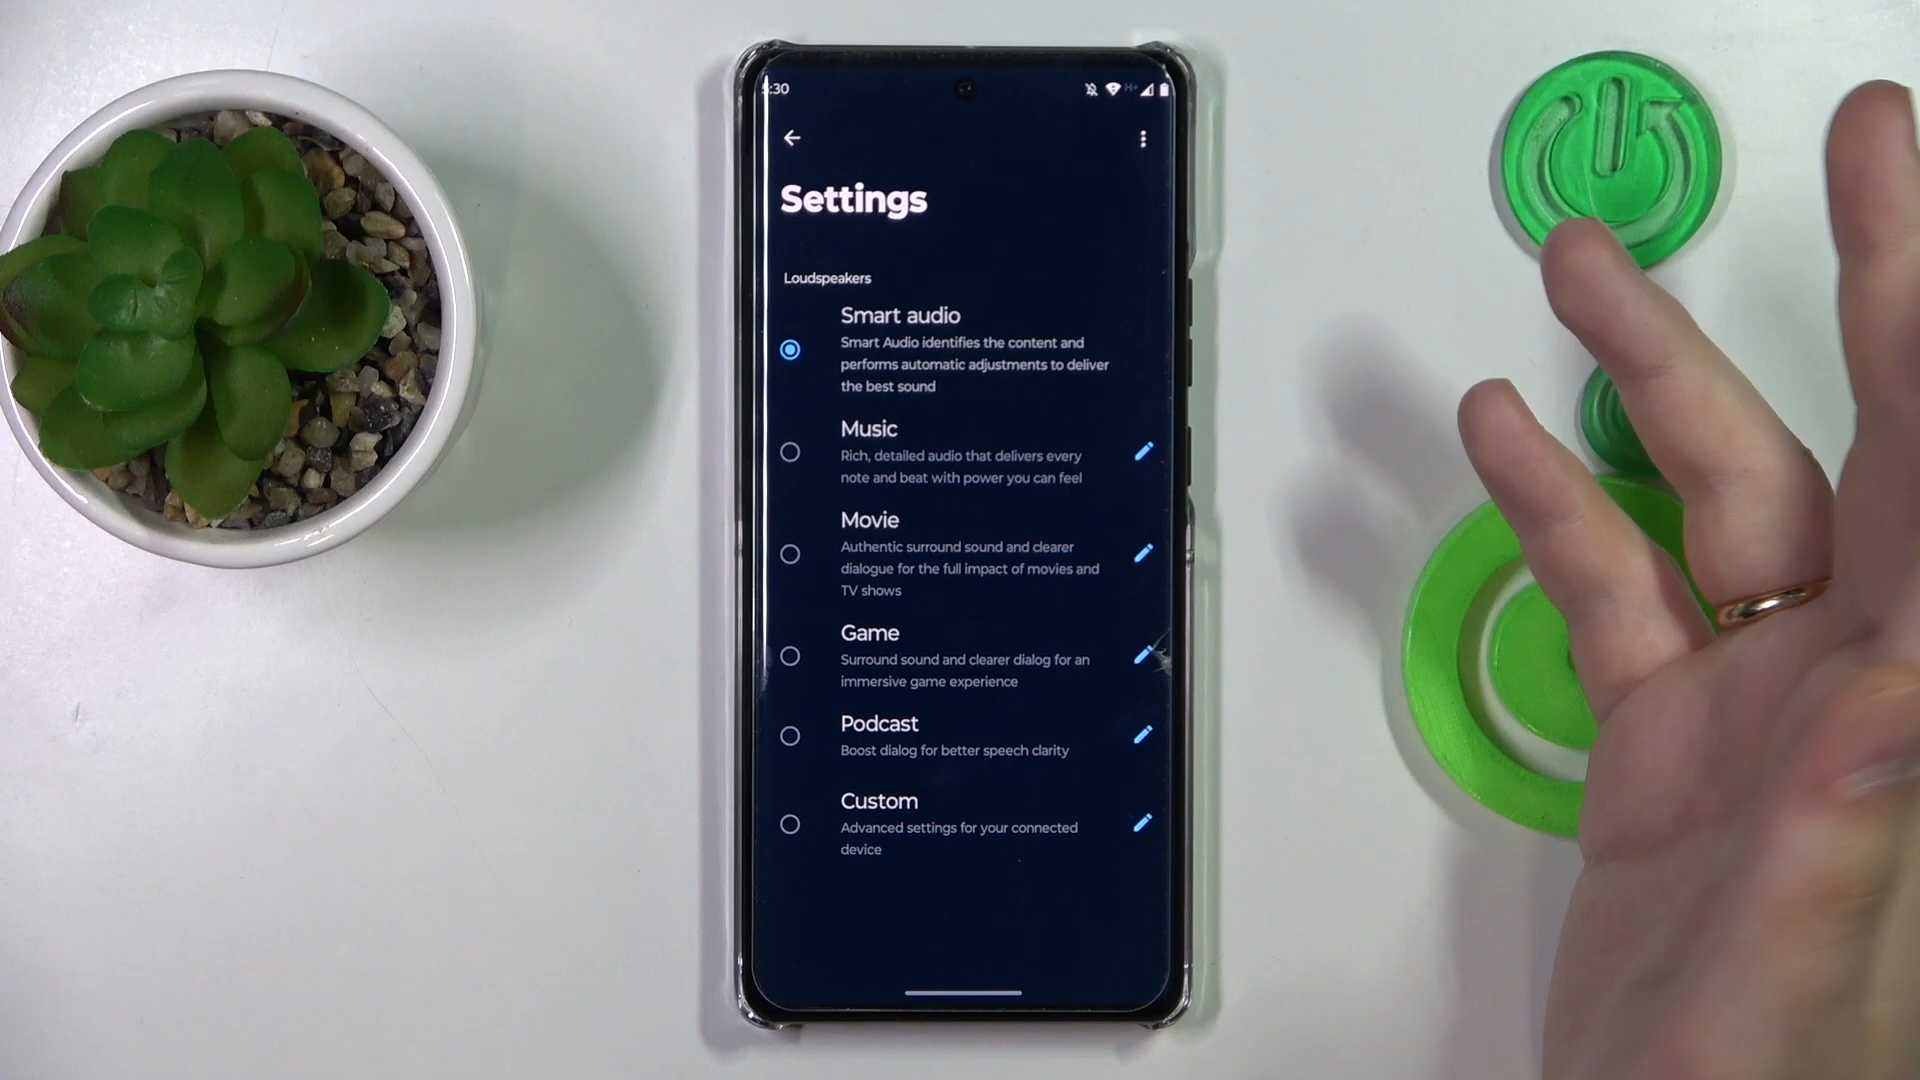 :30
H+
Settings
Loudspeakers
Smart audio
Smart Audio identifies the content and
performs automatic adjustments to deliver
the best sound
Music
Rich, detailed audio that delivers every
note and beat with power you can feel
Movie
Authentic surround sound and clearer
dialogue for the full impact of movies and
TV shows
Game
Surround sound and clearer dialog for an
immersive game experience
Podcast
Boost dialog for better speech clarity
Custom
Advanced settings for your connected
device